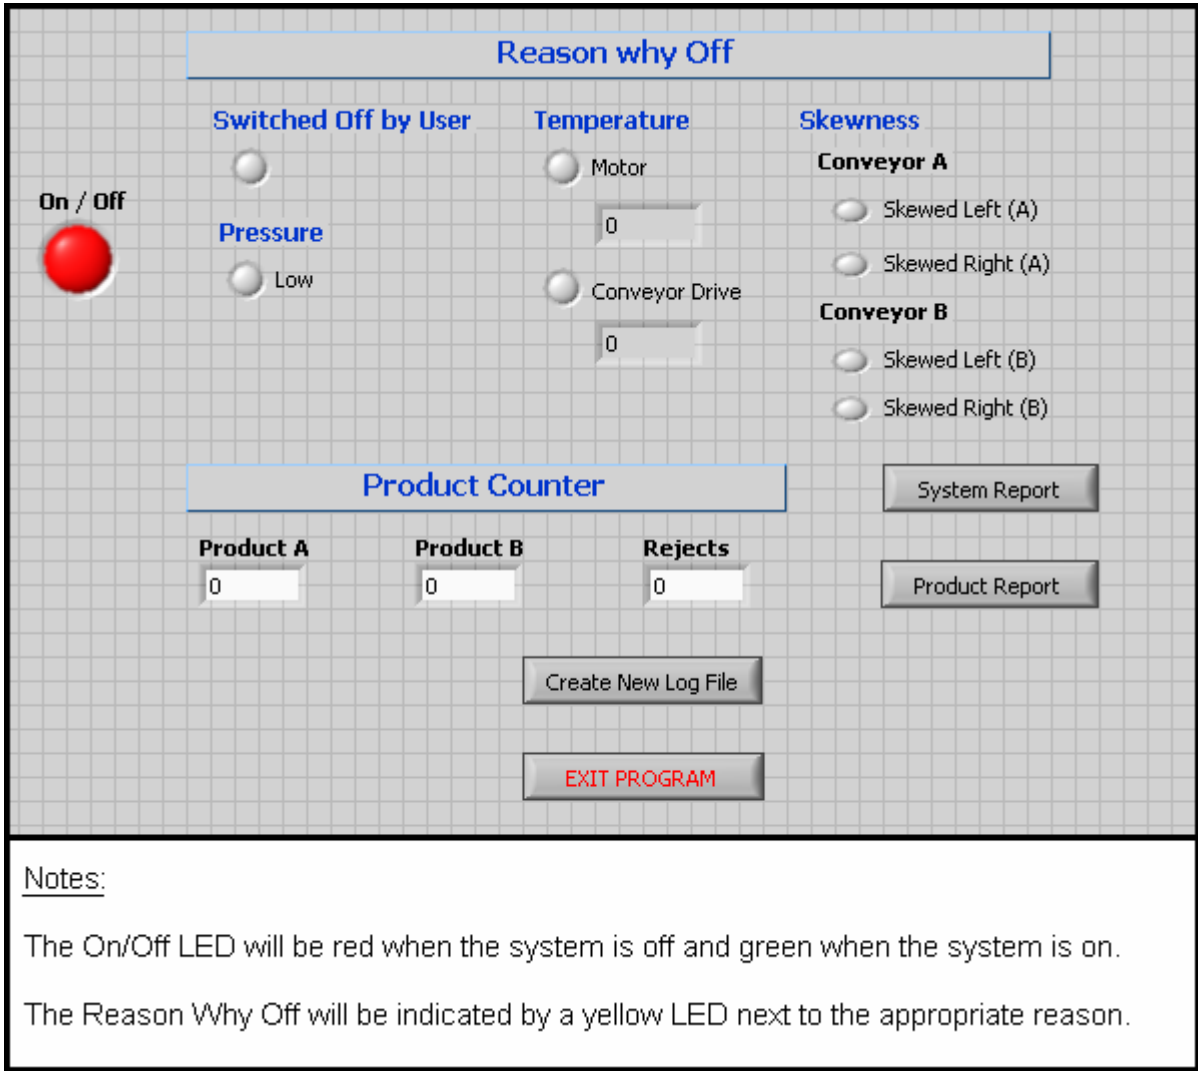 Reason why Off
Switched Off by User
Temperature
Skewness
On / Off
Pressure
Low
Motor
0
Conveyor Drive
0
Conveyor A
Skewed Left (A)
Skewed Right (A)
Conveyor B
Skewed Left (B)
Skewed Right (B)
Product Counter
Product A
0
Product B
0
Rejects
0
System Report
Product Report
Create New Log File
EXIT PROGRAM
Notes:
The On/Off LED will be red when the system is off and green when the system is on.
The Reason Why Off will be indicated by a yellow LED next to the appropriate reason.